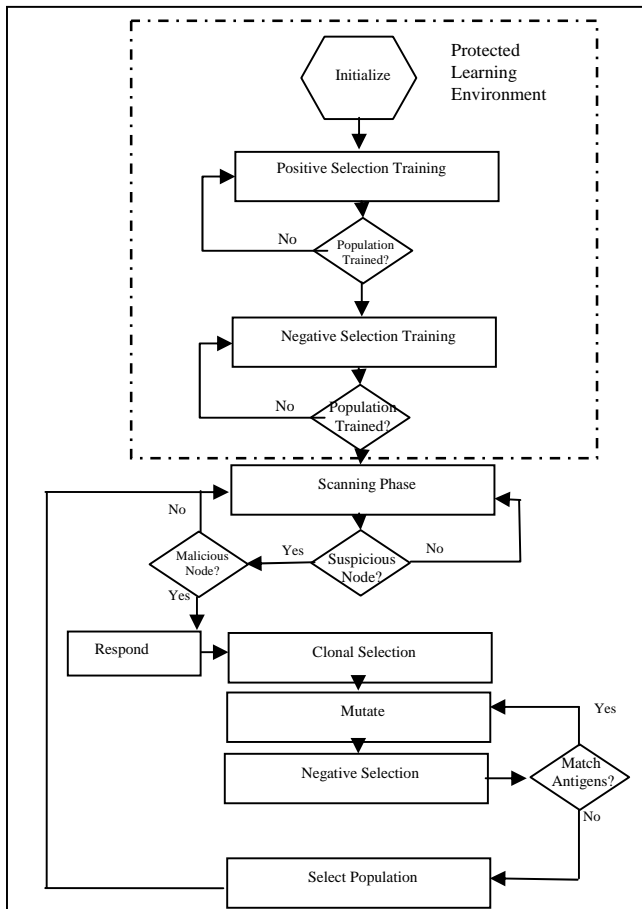 Protected
Learning
Environment
Initialize
Positive Selection Training
No
Population
Trained?
Negative Selection Training
No
Population
Trained?
Scanning Phase
No
Malicious
Node?
Yes
Suspicious
Node?
No
Yes
Respond
Clonal Selection
Mutate
Yes
Negative Selection
Match
Antigens?
No
Select Population